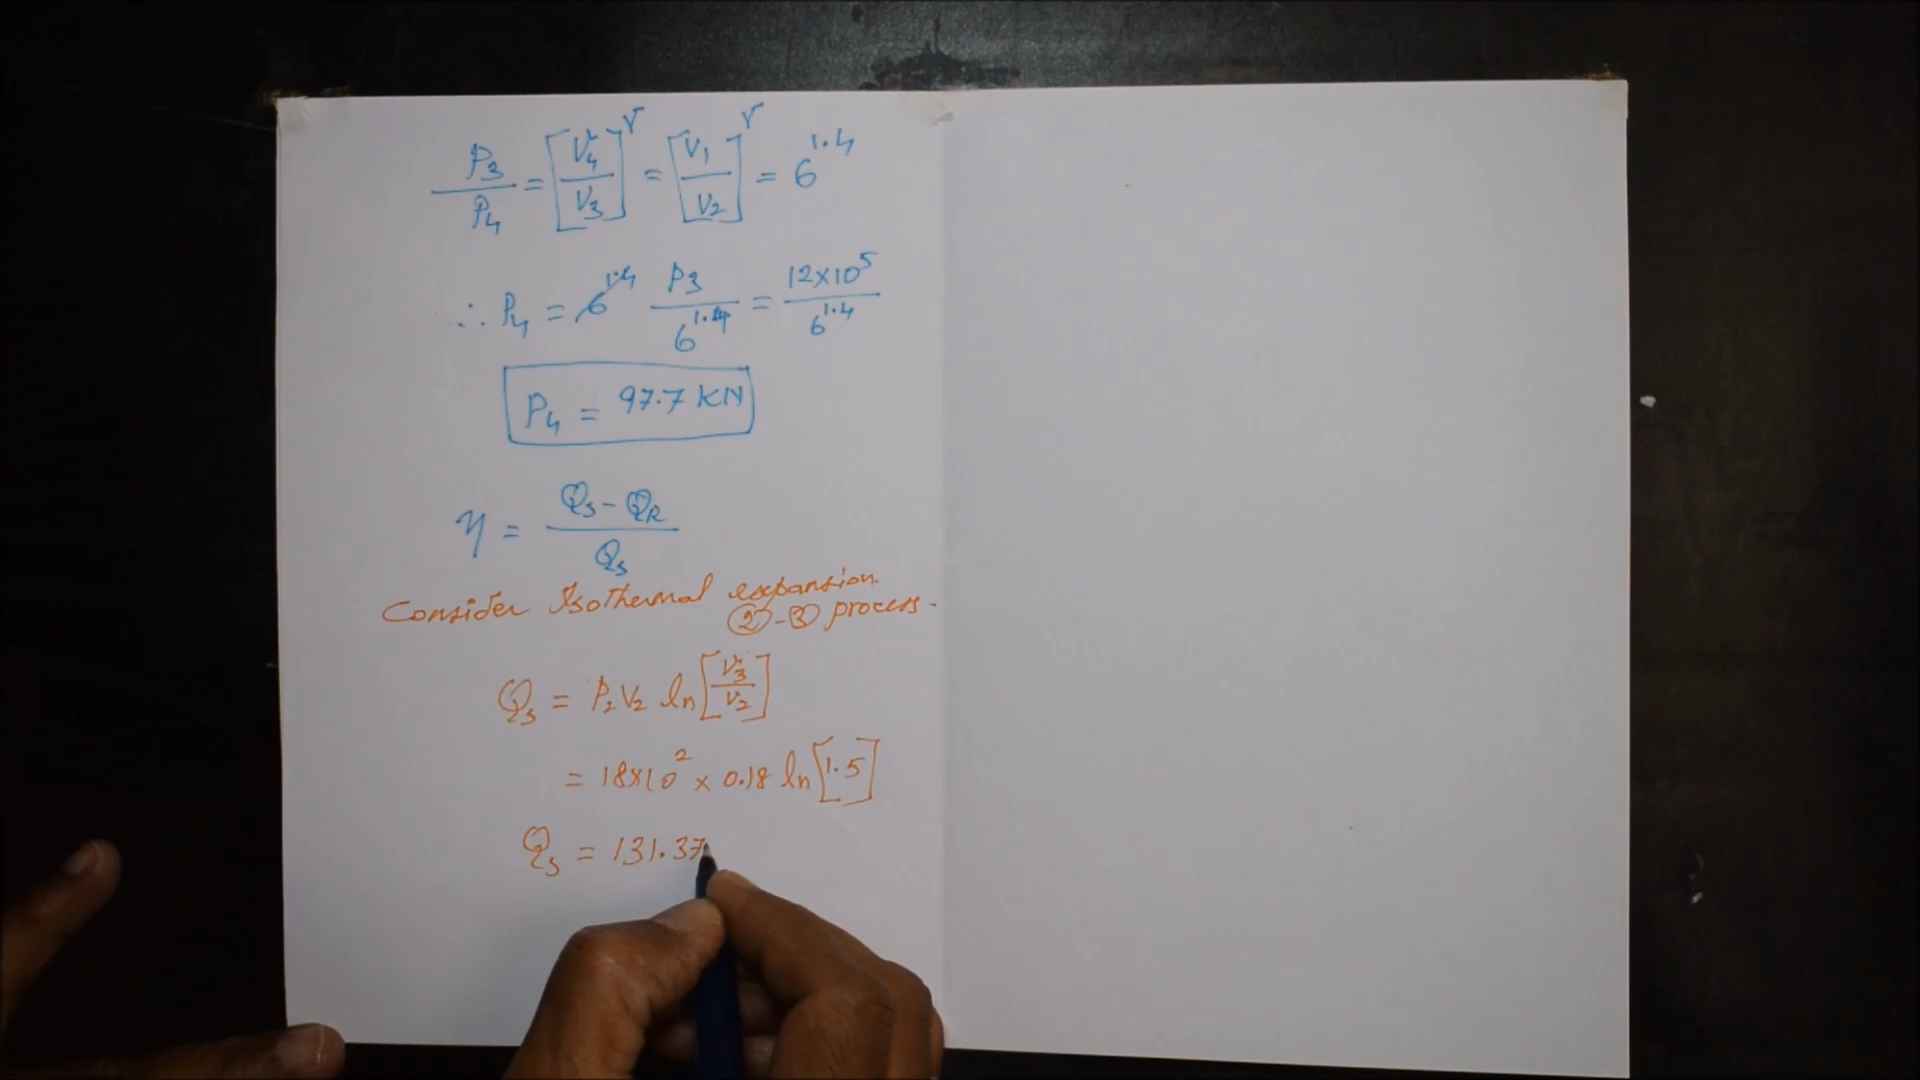 P3/P4 = [V4/V3]^γ = [V1/V2]^γ = 6^1.4
∴ P4 = 6^1.4 P3/6^1.4 = 12×10^5/6^1.4
P4 = 97.7 KN
η = Qs - QR/Qs
Consider Isothermal expansion.
②-③ process.
Qs = P2V2 ln[V3/V2]
= 18×10^2 × 0.18 ln[1.5]
Qs = 131.37